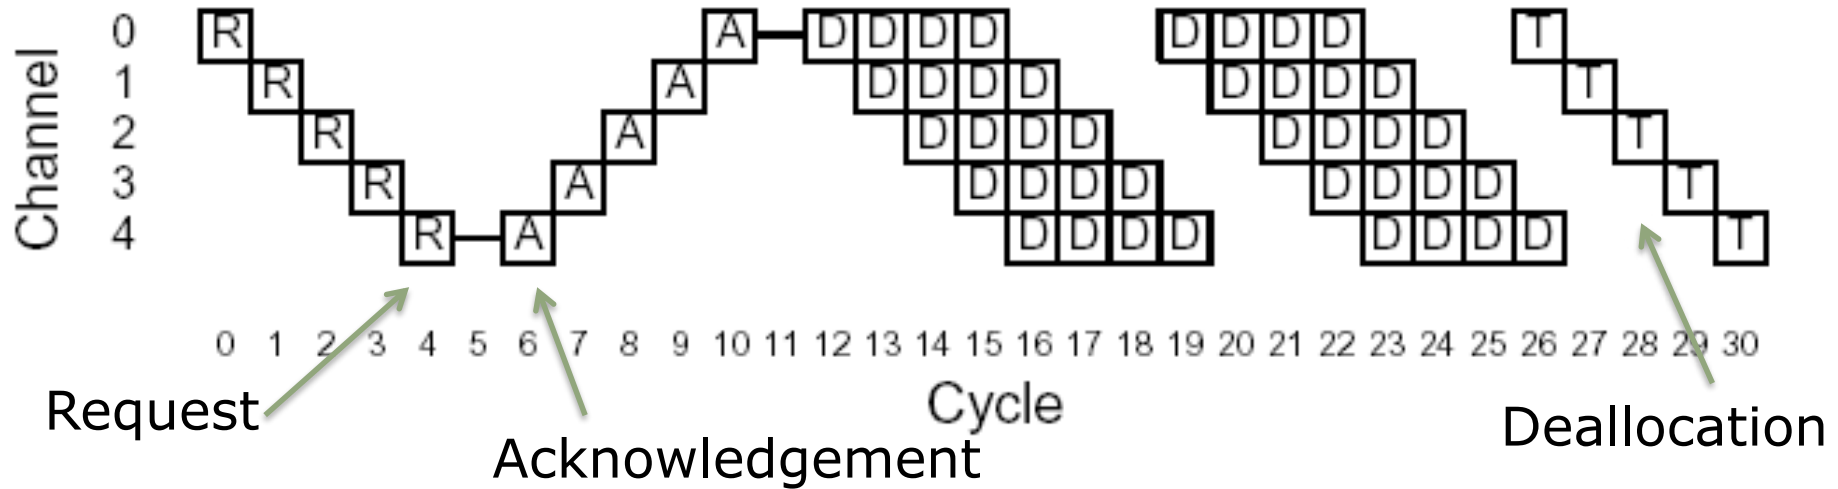 Channel
0 R A D D D D D D D D T
1 R A D D D D D D D D T
2 R A D D D D D D D D T
3 R A D D D D D D D D T
4 R A D D D D D D D D T
0 1 2 3 4 5 6 7 8 9 10 11 12 13 14 15 16 17 18 19 20 21 22 23 24 25 26 27 28 29 30
Cycle
Request
Acknowledgement
Deallocation